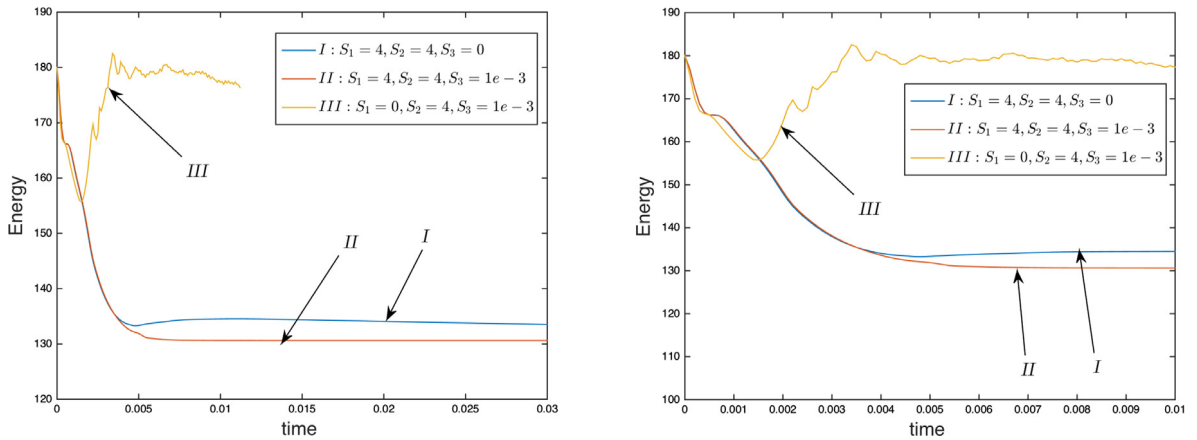 190
180
170
160
150
140
130
120
Energy
0
0.005
0.01
0.015
0.02
0.025
0.03
time
I : S₁ = 4, S₂ = 4, S₃ = 0
II : S₁ = 4, S₂ = 4, S₃ = 1e − 3
III : S₁ = 0, S₂ = 4, S₃ = 1e − 3
III
II
I
190
180
170
160
150
140
130
120
110
100
Energy
0
0.001
0.002
0.003
0.004
0.005
0.006
0.007
0.008
0.009
0.01
time
I : S₁ = 4, S₂ = 4, S₃ = 0
II : S₁ = 4, S₂ = 4, S₃ = 1e − 3
III : S₁ = 0, S₂ = 4, S₃ = 1e − 3
III
II
I